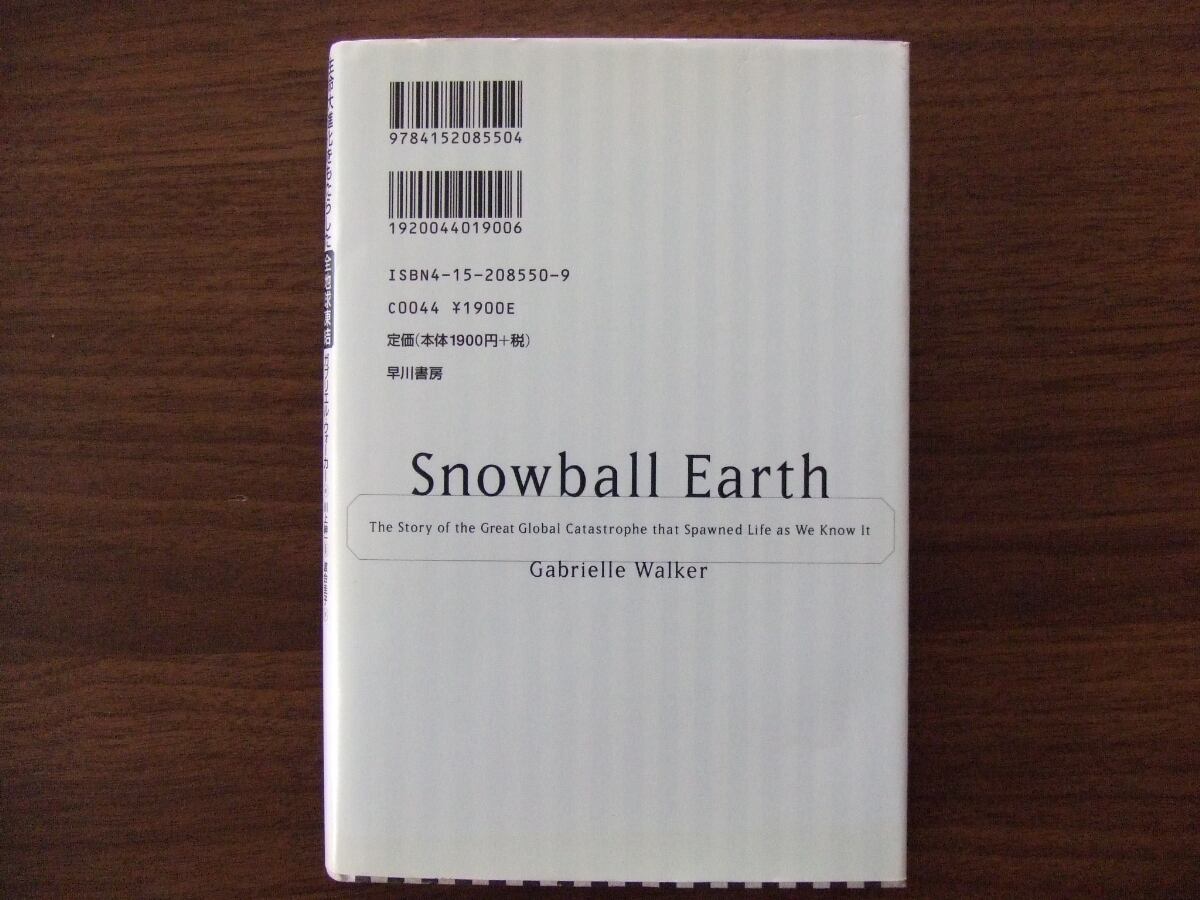 9784152085504
1920044019006
ISBN4-15-208550-9
C0044 ¥1900E
定価(本体1900円+税)
早川書房
Snowball Earth
The Story of the Great Global Catastrophe that Spawned Life as We Know It
Gabrielle Walker